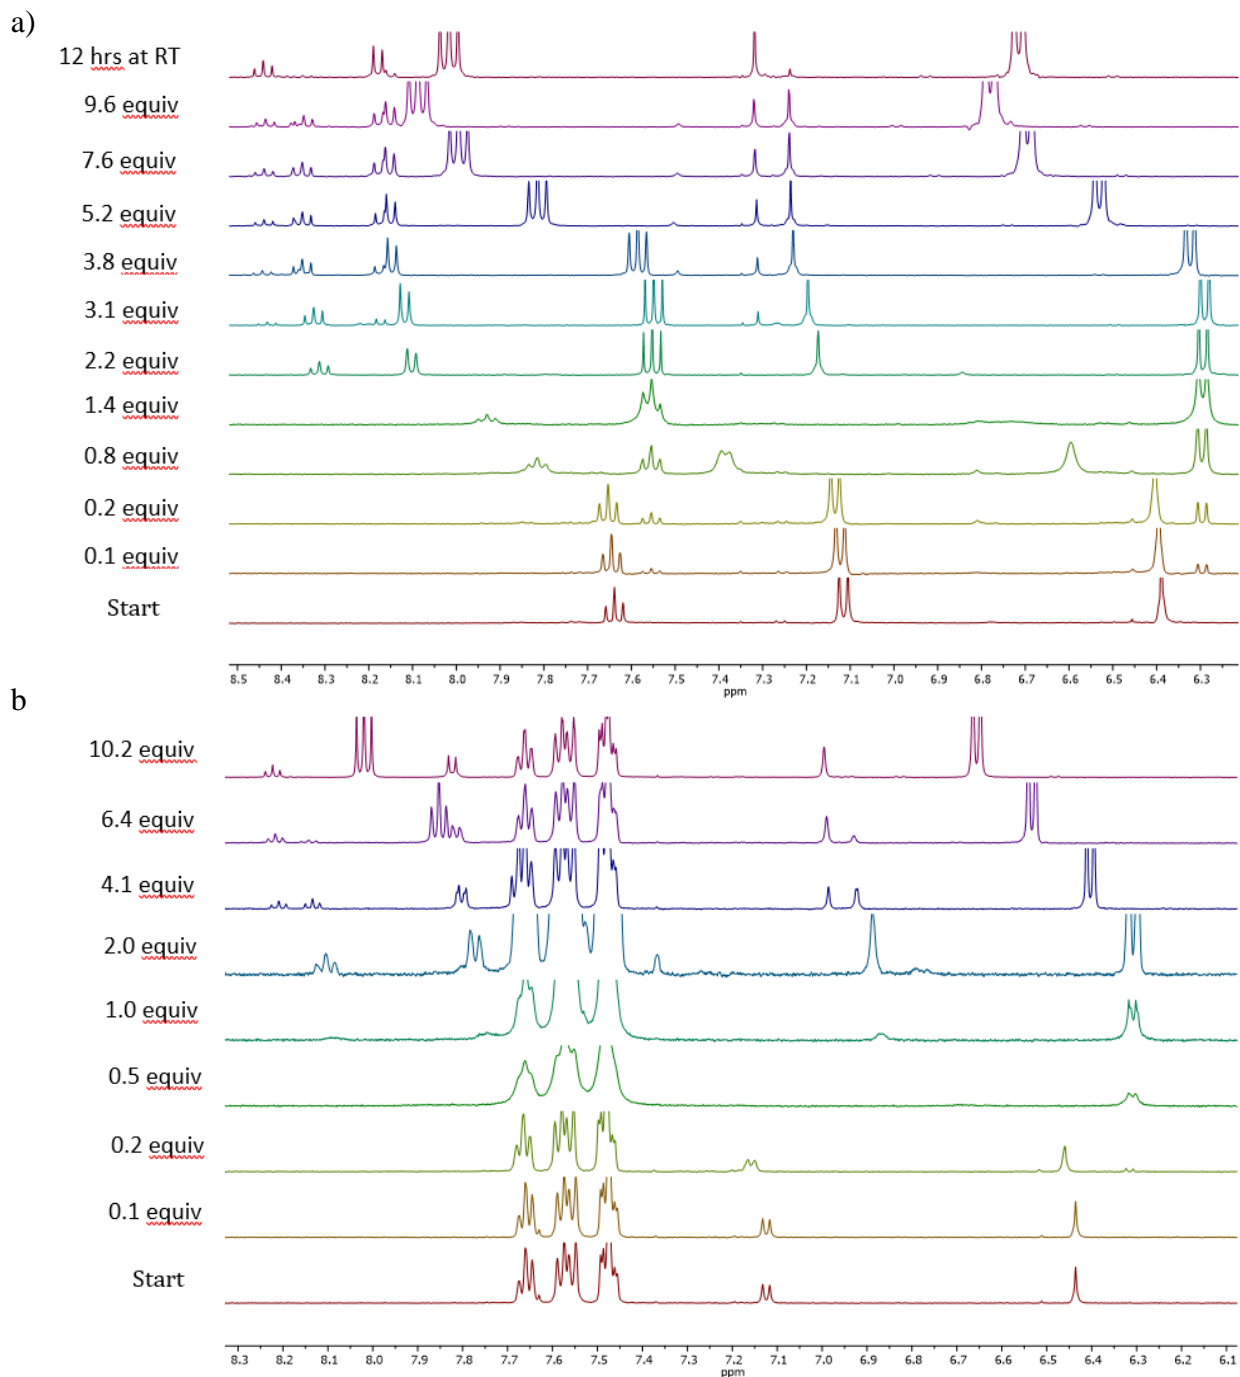 a)
12 hrs at RT
9.6 equiv
7.6 equiv
5.2 equiv
3.8 equiv
3.1 equiv
2.2 equiv
1.4 equiv
0.8 equiv
0.2 equiv
0.1 equiv
Start
8.5 8.4 8.3 8.2 8.1 8.0 7.9 7.8 7.7 7.6 7.5 7.4 7.3 7.2 7.1 7.0 6.9 6.8 6.7 6.6 6.5 6.4 6.3
ppm
b
10.2 equiv
6.4 equiv
4.1 equiv
2.0 equiv
1.0 equiv
0.5 equiv
0.2 equiv
0.1 equiv
Start
8.3 8.2 8.1 8.0 7.9 7.8 7.7 7.6 7.5 7.4 7.3 7.2 7.1 7.0 6.9 6.8 6.7 6.6 6.5 6.4 6.3 6.2 6.1
ppm